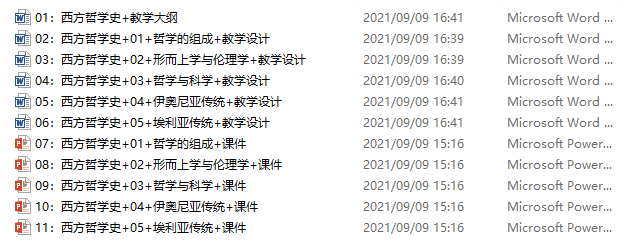 01：西方哲学史+教学大纲 2021/09/09 16:41 Microsoft Word ...
02：西方哲学史+01+哲学的组成+教学设计 2021/09/09 16:39 Microsoft Word ...
03：西方哲学史+02+形而上学与伦理学+教学设计 2021/09/09 16:39 Microsoft Word ...
04：西方哲学史+03+哲学与科学+教学设计 2021/09/09 16:40 Microsoft Word ...
05：西方哲学史+04+伊奥尼亚传统+教学设计 2021/09/09 16:41 Microsoft Word ...
06：西方哲学史+05+埃利亚传统+教学设计 2021/09/09 16:41 Microsoft Word ...
07：西方哲学史+01+哲学的组成+课件 2021/09/09 15:16 Microsoft Power...
08：西方哲学史+02+形而上学与伦理学+课件 2021/09/09 15:16 Microsoft Power...
09：西方哲学史+03+哲学与科学+课件 2021/09/09 15:16 Microsoft Power...
10：西方哲学史+04+伊奥尼亚传统+课件 2021/09/09 15:16 Microsoft Power...
11：西方哲学史+05+埃利亚传统+课件 2021/09/09 15:16 Microsoft Power...